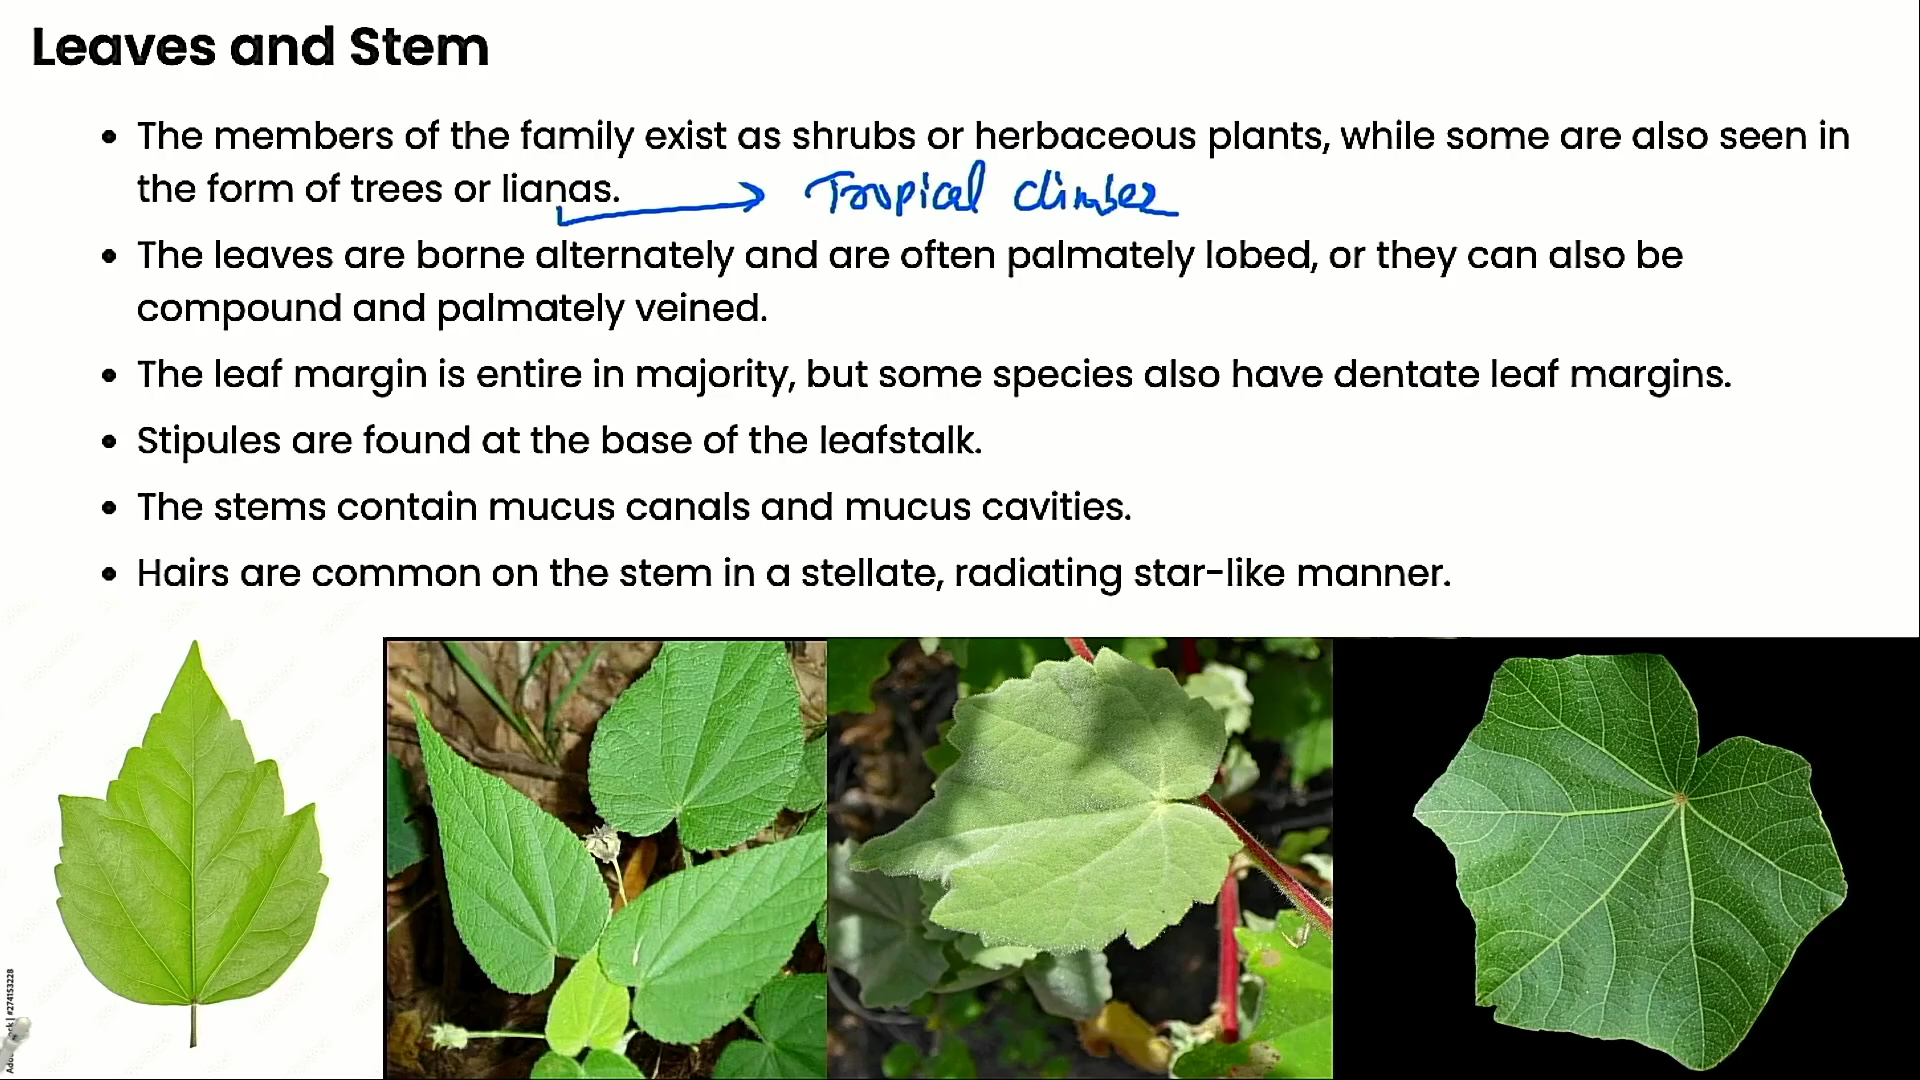 Leaves and Stem
• The members of the family exist as shrubs or herbaceous plants, while some are also seen in
the form of trees or lianas. → Tropical climber
• The leaves are borne alternately and are often palmately lobed, or they can also be
compound and palmately veined.
• The leaf margin is entire in majority, but some species also have dentate leaf margins.
• Stipules are found at the base of the leafstalk.
• The stems contain mucus canals and mucus cavities.
• Hairs are common on the stem in a stellate, radiating star-like manner.
#274153228